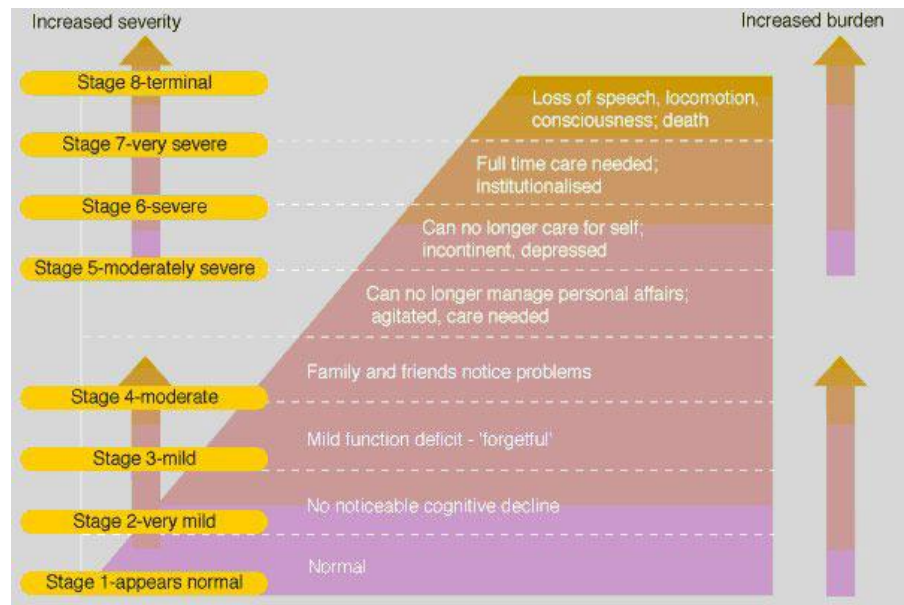 Increased severity
Increased burden
Stage 8-terminal
Loss of speech, locomotion,
consciousness; death
Stage 7-very severe
Full time care needed;
institutionalised
Stage 6-severe
Can no longer care for self;
incontinent, depressed
Stage 5-moderately severe
Can no longer manage personal affairs;
agitated, care needed
Family and friends notice problems
Stage 4-moderate
Mild function deficit - 'forgetful'
Stage 3-mild
No noticeable cognitive decline
Stage 2-very mild
Normal
Stage 1-appears normal